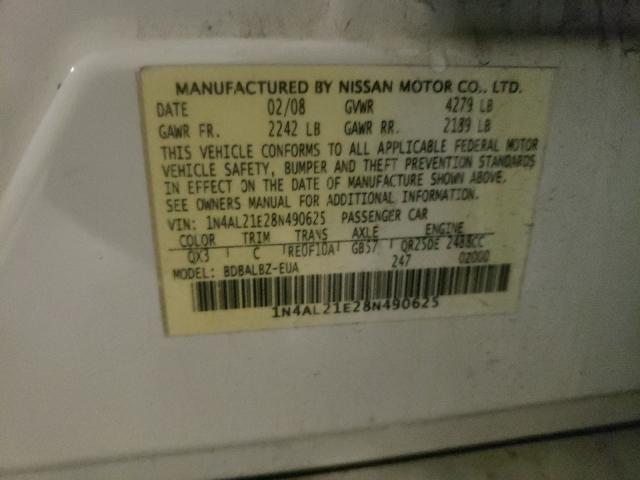 MANUFACTURED BY NISSAN MOTOR CO., LTD.
DATE 02/08 GVWR 4279 LB
GAWR FR. 2242 LB GAWR RR. 2189 LB
THIS VEHICLE CONFORMS TO ALL APPLICABLE FEDERAL MOTOR
VEHICLE SAFETY, BUMPER AND THEFT PREVENTION STANDARDS
IN EFFECT ON THE DATE OF MANUFACTURE SHOWN ABOVE.
SEE OWNERS MANUAL FOR ADDITIONAL INFORMATION.
VIN: 1N4AL21E28N490625 PASSENGER CAR
COLOR TRIM TRANS AXLE ENGINE
QX3 C RE0F10A GB57 QR25DE 2488CC
MODEL: BDBALBZ-EUA 247 02000
1N4AL21E28N490625